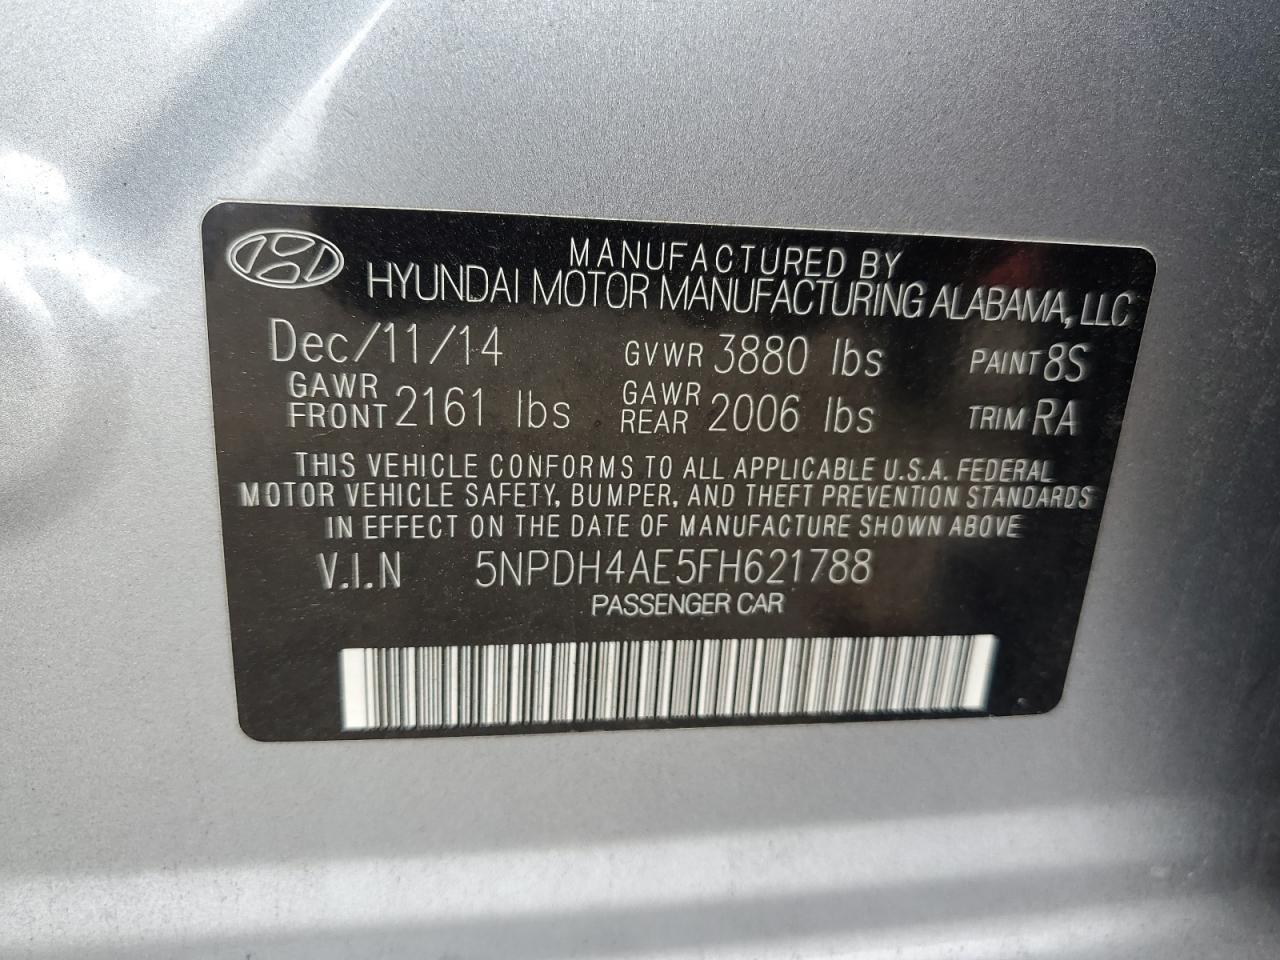 MANUFACTURED BY
HYUNDAI MOTOR MANUFACTURING ALABAMA, LLC
Dec/11/14 GVWR 3880 lbs PAINT 8S
GAWR FRONT 2161 lbs GAWR REAR 2006 lbs TRIM RA
THIS VEHICLE CONFORMS TO ALL APPLICABLE U.S.A. FEDERAL
MOTOR VEHICLE SAFETY, BUMPER, AND THEFT PREVENTION STANDARDS
IN EFFECT ON THE DATE OF MANUFACTURE SHOWN ABOVE
V.I.N 5NPDH4AE5FH621788
PASSENGER CAR